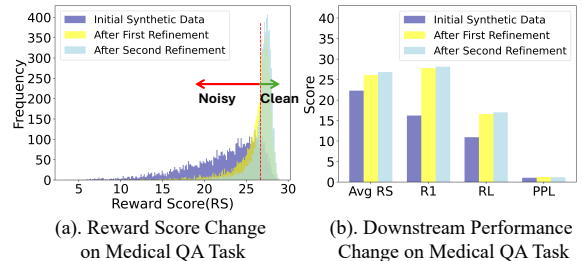 Initial Synthetic Data
After First Refinement
After Second Refinement
Noisy
Clean
Frequency
400
350
300
250
200
150
100
50
0
5
10
15
20
25
30
Reward Score(RS)
(a). Reward Score Change
on Medical QA Task
Initial Synthetic Data
After First Refinement
After Second Refinement
Score
40
35
30
25
20
15
10
5
0
Avg RS
R1
RL
PPL
(b). Downstream Performance
Change on Medical QA Task